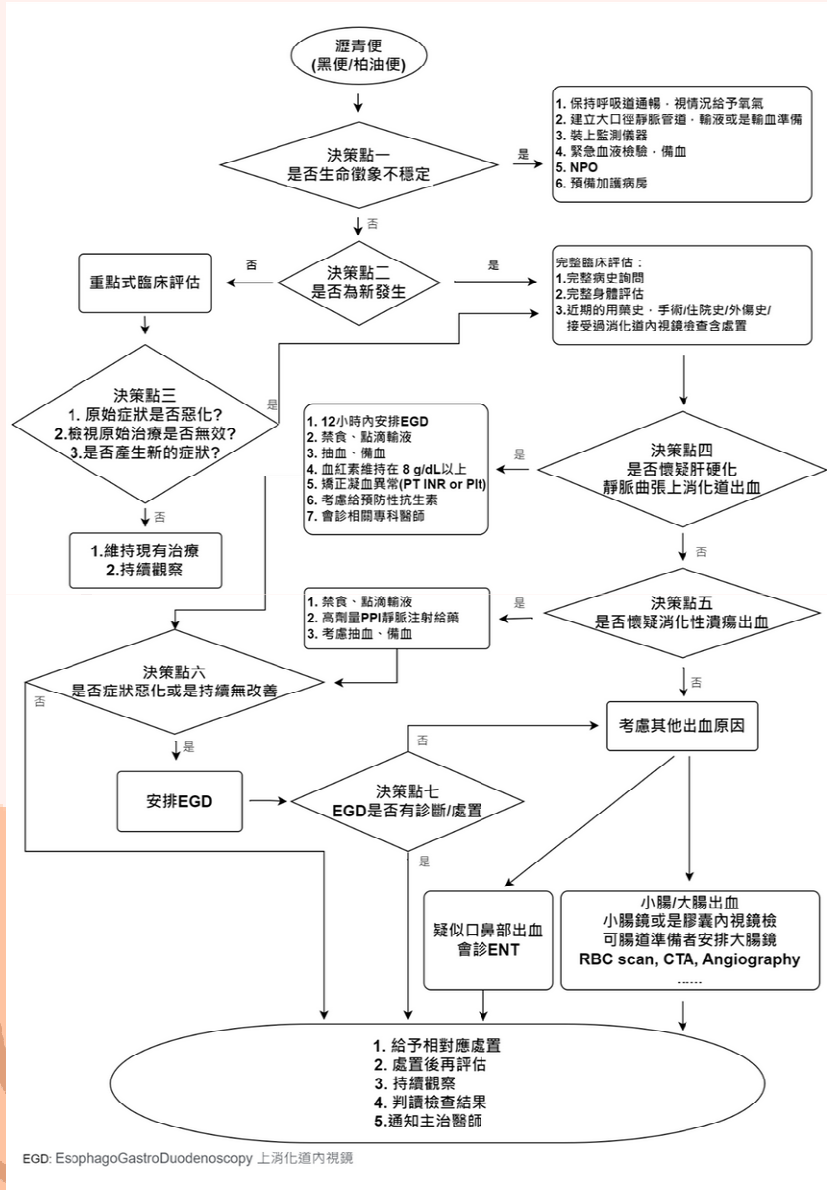 瀝青便
(黑便/柏油便)
決策點一
是否生命徵象不穩定
是
1. 保持呼吸道通暢，視情況給予氧氣
2. 建立大口徑靜脈管道，輸液或是輸血準備
3. 裝上監測儀器
4. 緊急血液檢驗，備血
5. NPO
6. 預備加護病房
否
決策點二
是否為新發生
否
是
重點式臨床評估
完整臨床評估：
1.完整病史詢問
2.完整身體評估
3.近期的用藥史、手術/住院史/外傷史/
接受過消化道內視鏡檢查含處置
決策點三
1. 原始症狀是否惡化?
2.檢視原始治療是否無效?
3.是否產生新的症狀?
是
否
1.維持現有治療
2.持續觀察
決策點四
是否懷疑肝硬化
靜脈曲張上消化道出血
是
1. 12小時內安排EGD
2. 禁食、點滴輸液
3. 抽血、備血
4. 血紅素維持在 8 g/dL以上
5. 矯正凝血異常(PT INR or Plt)
6. 考慮給預防性抗生素
7. 會診相關專科醫師
否
決策點五
是否懷疑消化性潰瘍出血
是
1. 禁食、點滴輸液
2. 高劑量PPI靜脈注射給藥
3. 考慮抽血、備血
否
決策點六
是否症狀惡化或是持續無改善
否
是
安排EGD
決策點七
EGD是否有診斷/處置
否
是
考慮其他出血原因
疑似口鼻部出血
會診ENT
小腸/大腸出血
小腸鏡或是膠囊內視鏡檢
可腸道準備者安排大腸鏡
RBC scan, CTA, Angiography
......
1. 給予相對應處置
2. 處置後再評估
3. 持續觀察
4. 判讀檢查結果
5.通知主治醫師
EGD: EsophagoGastroDuodenoscopy 上消化道內視鏡